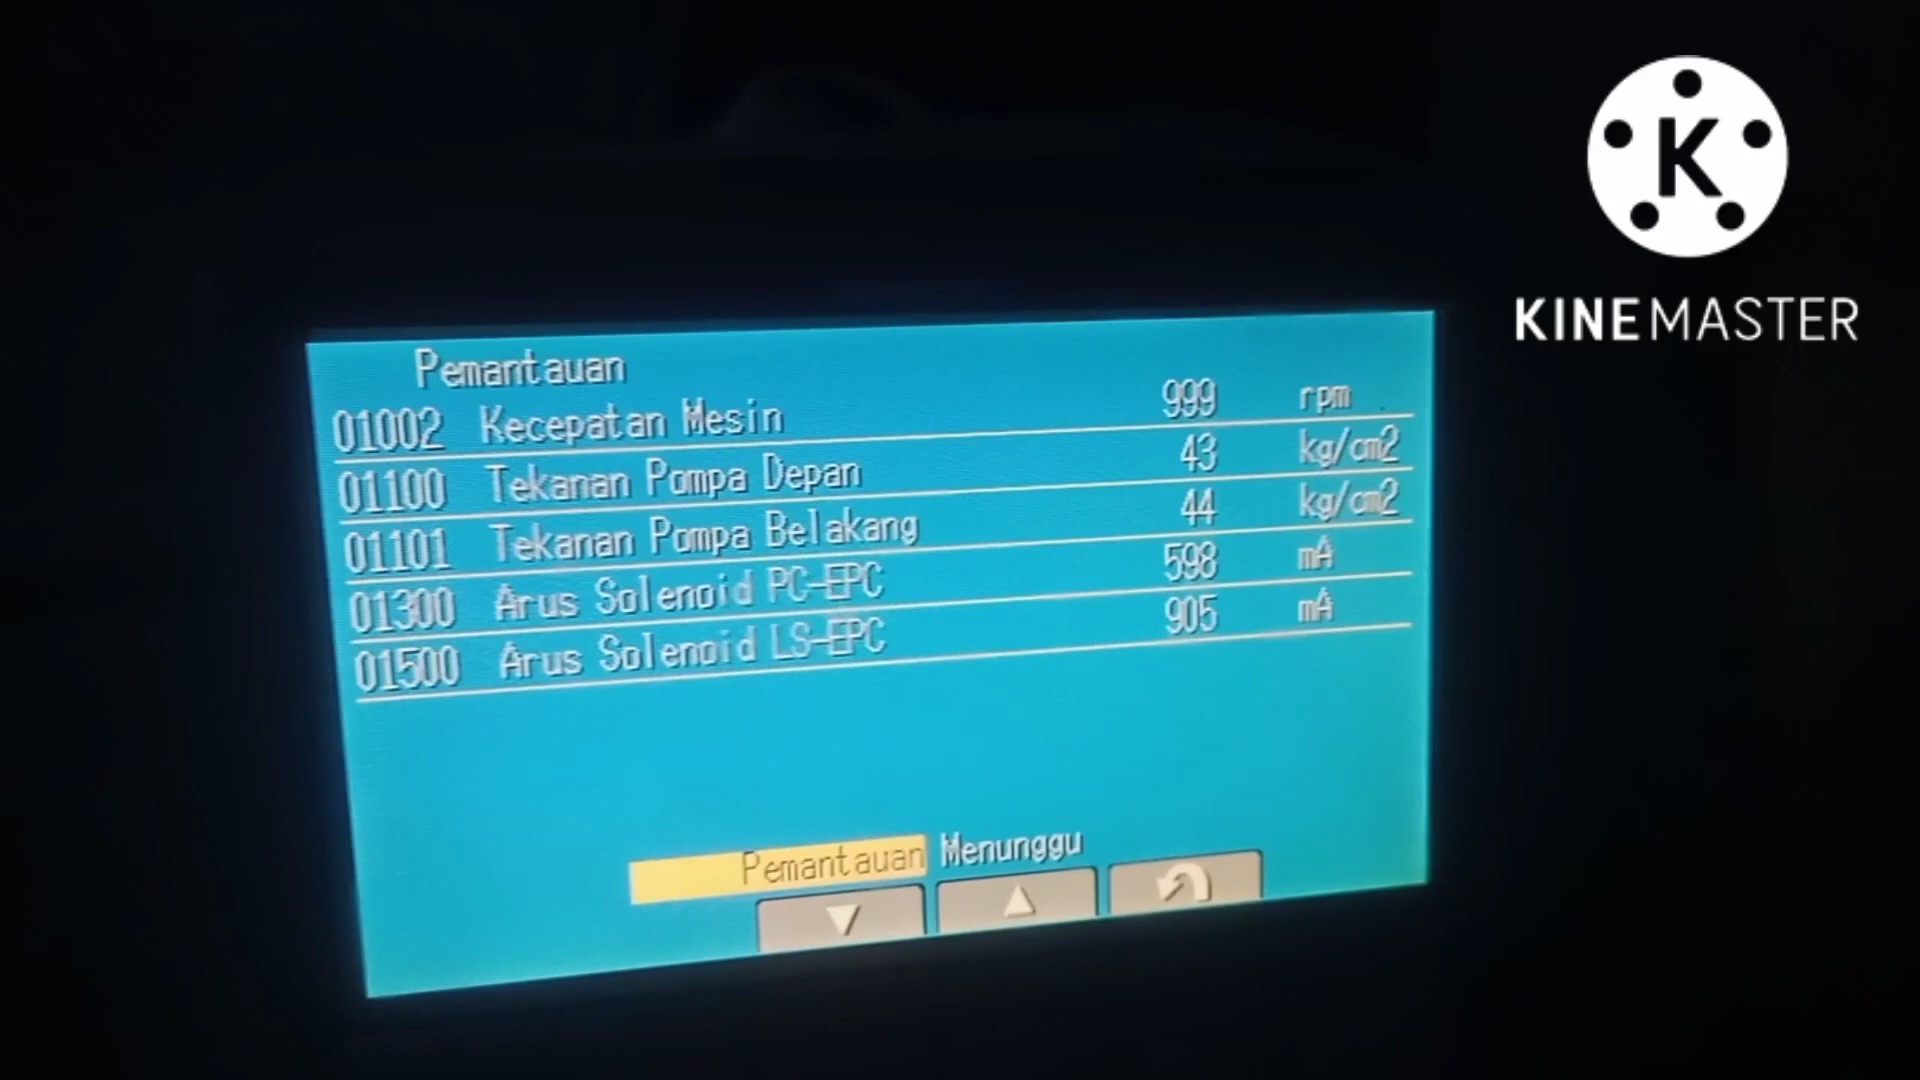 Pemantauan
01002 Kecepatan Mesin 999 rpm
01100 Tekanan Pompa Depan 43 kg/cm2
01101 Tekanan Pompa Belakang 44 kg/cm2
01300 Arus Solenoid PC-EPC 598 mA
01500 Arus Solenoid LS-EPC 905 mA
Pemantauan Menunggu
K
KINEMASTER